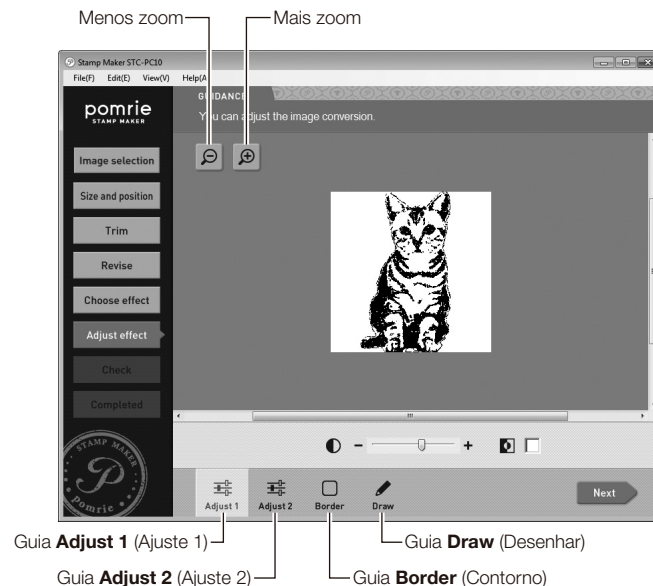 Menos zoom Mais zoom
Stamp Maker STC-PC10
File(F) Edit(E) View(V) Help(
GUIDANCE
You can adjust the image conversion.
pomrie
STAMP MAKER
Image selection
Size and position
Trim
Revise
Choose effect
Adjust effect
Check
Completed
STAMP MAKER
P
pomrie
Adjust 1 Adjust 2 Border Draw
Next
Guia Adjust 1 (Ajuste 1) Guia Draw (Desenhar)
Guia Adjust 2 (Ajuste 2) Guia Border (Contorno)